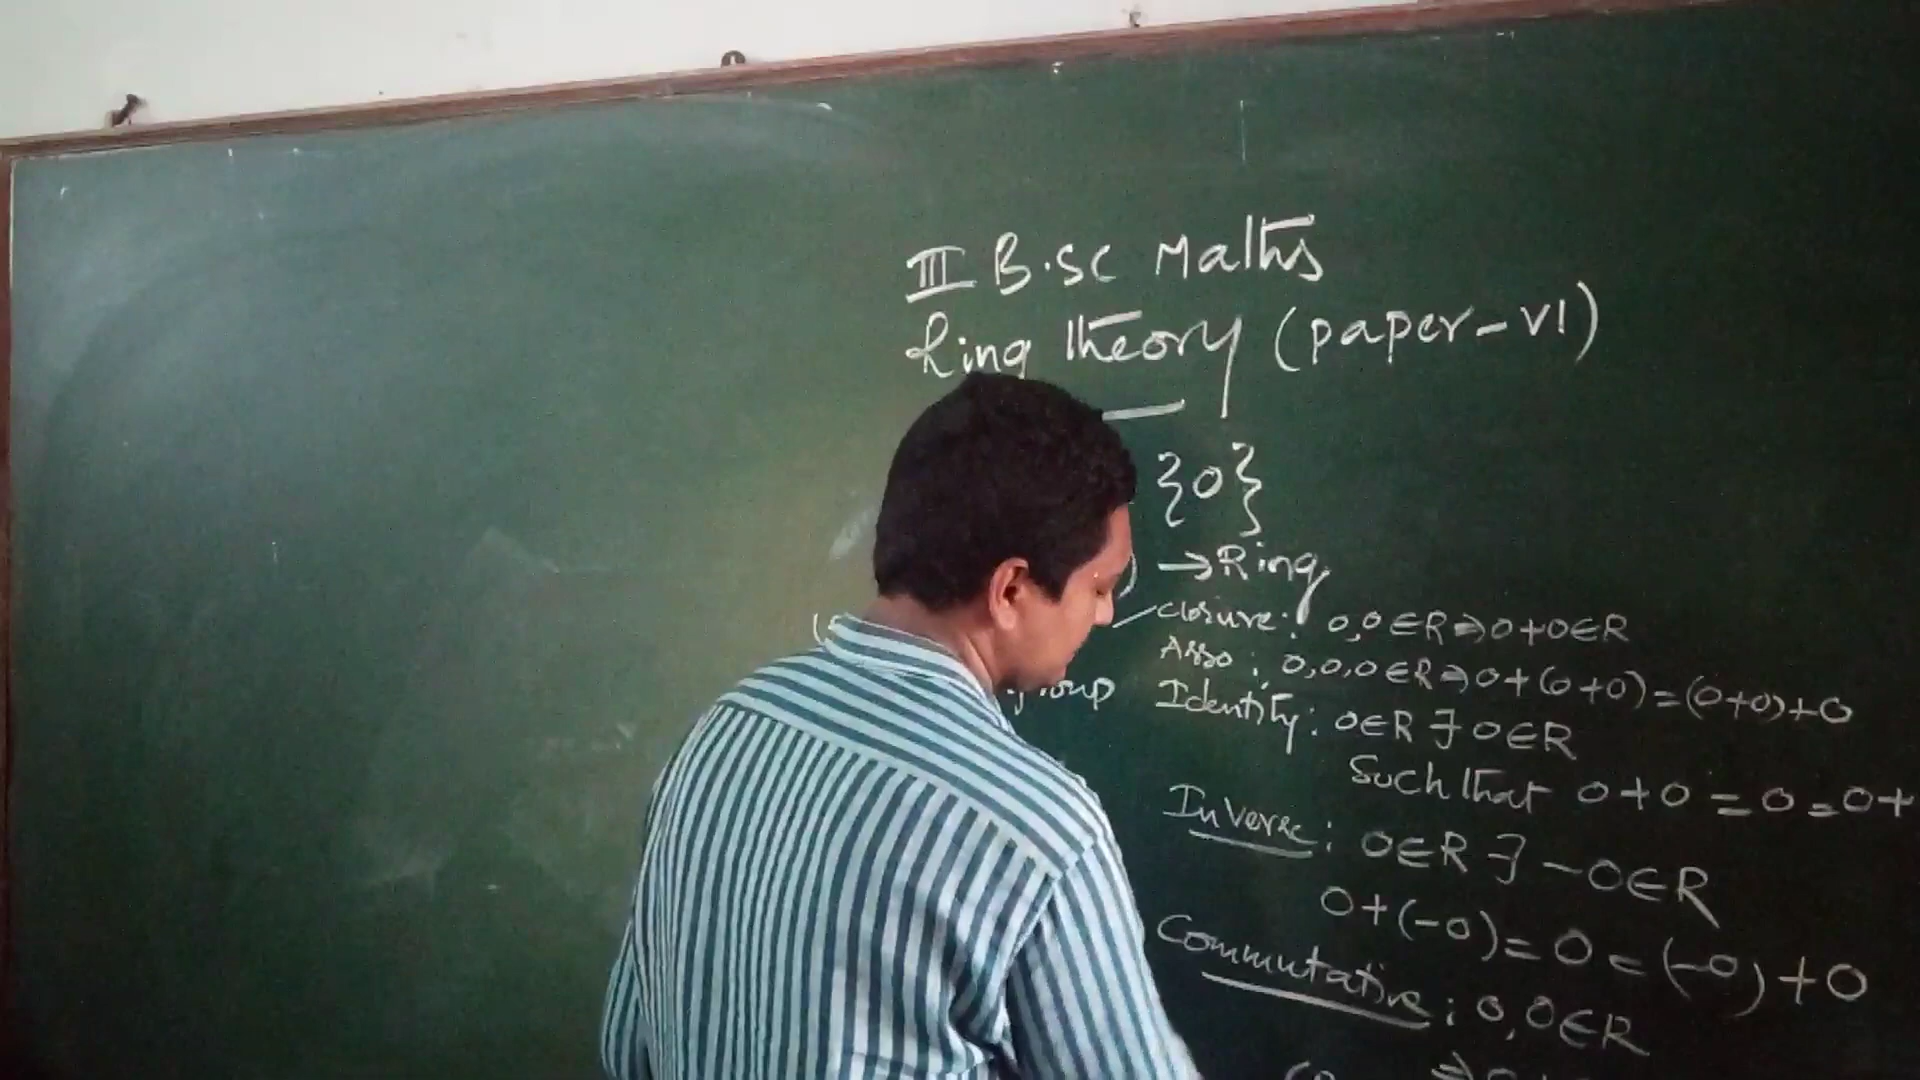 III B.Sc Maths
Ring theory (paper-VI)
{0}
) → Ring
closure: 0,0∈R ⇒ 0+0∈R
Asso: 0,0,0∈R ⇒ 0+(0+0)=(0+0)+0
group Identity: 0∈R ∃ 0∈R
Such that 0+0=0=0+
Inverse: 0∈R ∃ -0∈R
0+(-0)=0=(-0)+0
Commutative: 0,0∈R